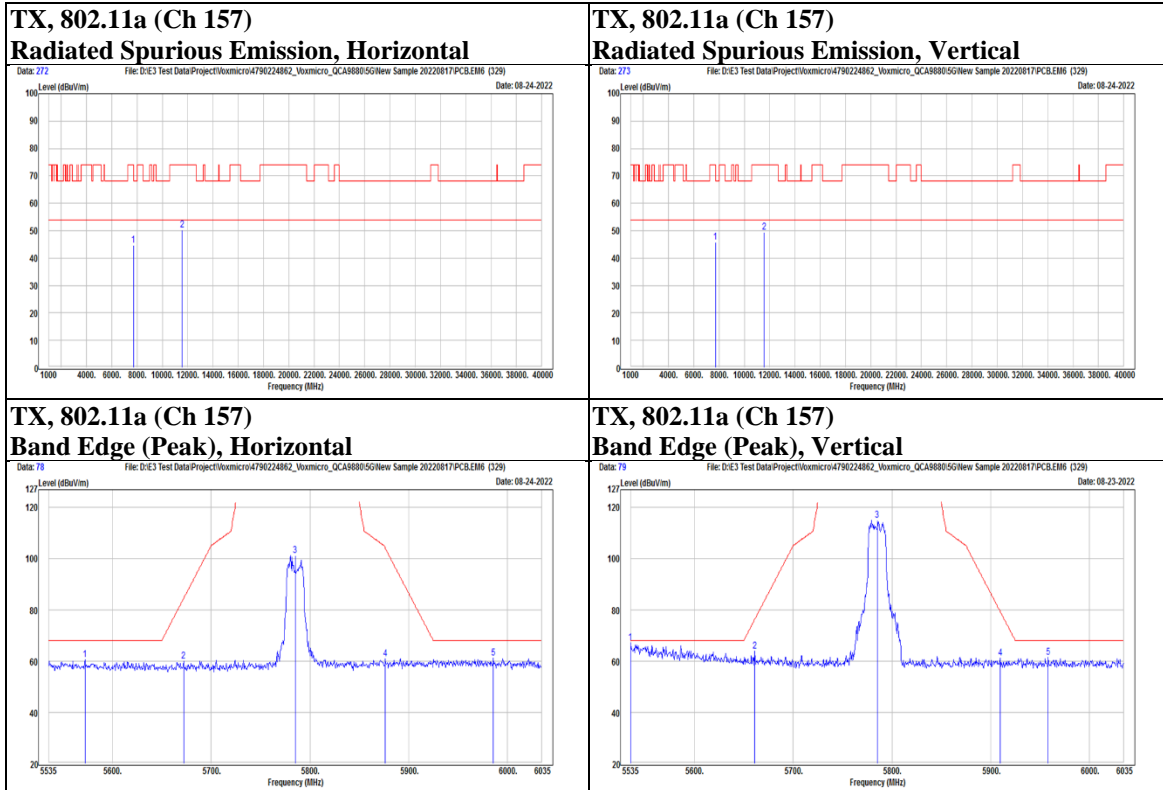 TX, 802.11a (Ch 157)
Radiated Spurious Emission, Horizontal
Data: 272 File: D:\E3 Test Data\Project\Voxmicro\4790224862_Voxmicro_QCA9880\5G\New Sample 20220817\PCB.EM6 (329)
Date: 08-24-2022
Level (dBuV/m)
100
90
80
70
60
50
40
30
20
10
0
1
2
1000 4000. 6000. 8000. 10000. 12000. 14000. 16000. 18000. 20000. 22000. 24000. 26000. 28000. 30000. 32000. 34000. 36000. 38000. 40000
Frequency (MHz)
TX, 802.11a (Ch 157)
Radiated Spurious Emission, Vertical
Data: 273 File: D:\E3 Test Data\Project\Voxmicro\4790224862_Voxmicro_QCA9880\5G\New Sample 20220817\PCB.EM6 (329)
Date: 08-24-2022
Level (dBuV/m)
100
90
80
70
60
50
40
30
20
10
0
1
2
1000 4000. 6000. 8000. 10000. 12000. 14000. 16000. 18000. 20000. 22000. 24000. 26000. 28000. 30000. 32000. 34000. 36000. 38000. 40000
Frequency (MHz)
TX, 802.11a (Ch 157)
Band Edge (Peak), Horizontal
Data: 78 File: D:\E3 Test Data\Project\Voxmicro\4790224862_Voxmicro_QCA9880\5G\New Sample 20220817\PCB.EM6 (329)
Date: 08-24-2022
127 Level (dBuV/m)
120
100
80
60
40
20
1
2
3
4
5
5535 5600. 5700. 5800. 5900. 6000. 6035
Frequency (MHz)
TX, 802.11a (Ch 157)
Band Edge (Peak), Vertical
Data: 79 File: D:\E3 Test Data\Project\Voxmicro\4790224862_Voxmicro_QCA9880\5G\New Sample 20220817\PCB.EM6 (329)
Date: 08-23-2022
127 Level (dBuV/m)
120
100
80
60
40
20
1
2
3
4
5
5535 5600. 5700. 5800. 5900. 6000. 6035
Frequency (MHz)